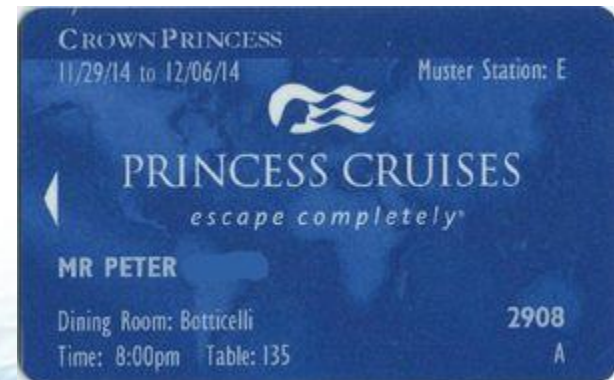 CROWN PRINCESS
11/29/14 to 12/06/14 Muster Station: E
PRINCESS CRUISES
escape completely®
MR PETER
Dining Room: Botticelli 2908
Time: 8:00pm Table: 135 A